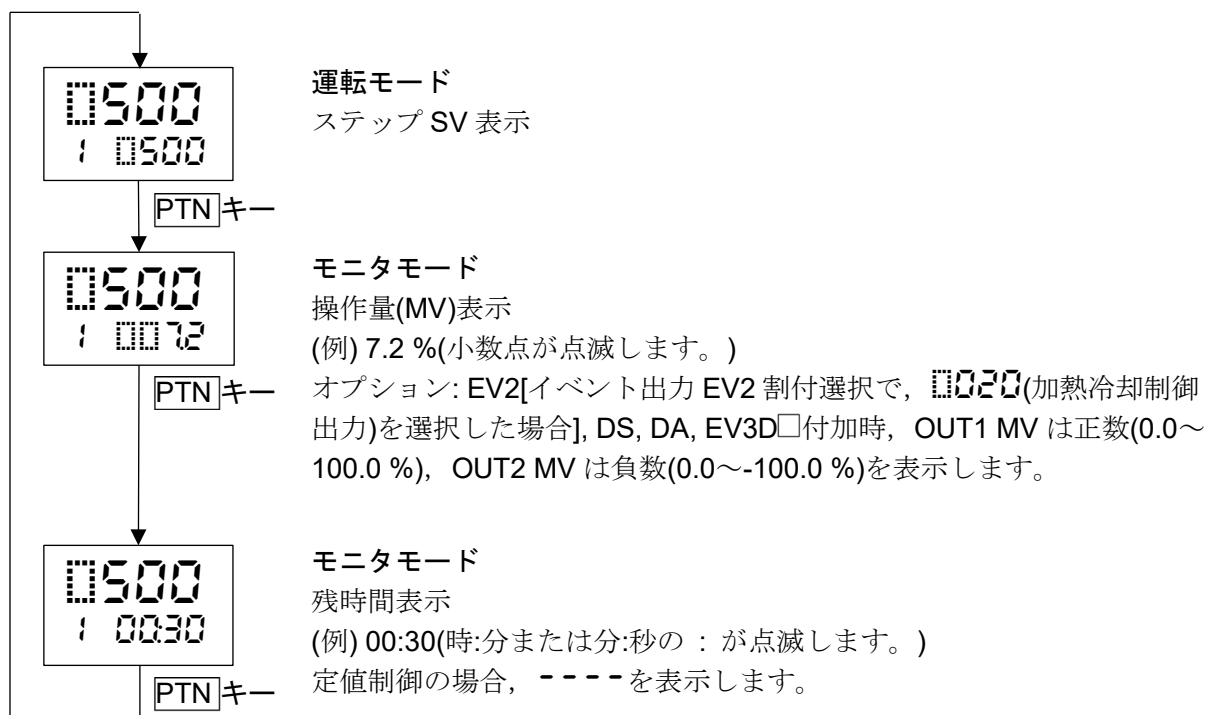 500
1 500
運転モード
ステップ SV 表示
PTN キー
500
1 7.2
モニタモード
操作量(MV)表示
(例) 7.2 %(小数点が点滅します。)
オプション: EV2[イベント出力 EV2 割付選択で, 020(加熱冷却制御
出力)を選択した場合], DS, DA, EV3D□付加時, OUT1 MV は正数(0.0～
100.0 %), OUT2 MV は負数(0.0～-100.0 %)を表示します。
PTN キー
500
1 00:30
モニタモード
残時間表示
(例) 00:30(時:分または分:秒の : が点滅します。)
定値制御の場合, ----を表示します。
PTN キー